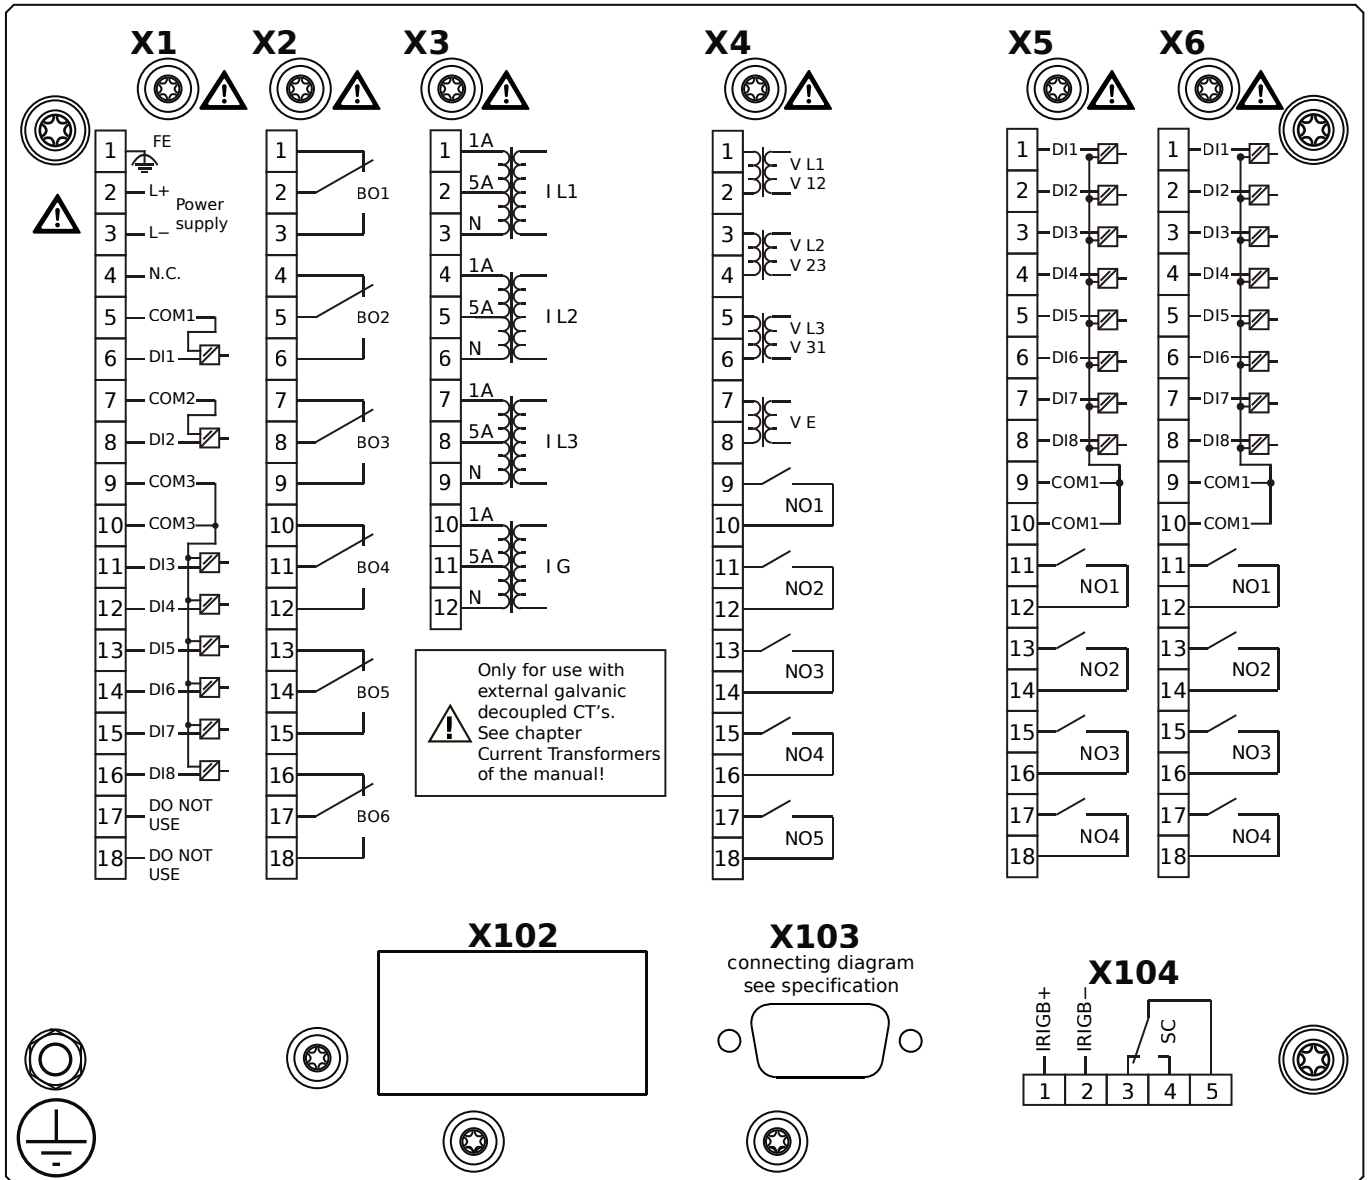 X1
X2
X3
X4
X5
X6
1 FE
2 L+
Power
supply
3 L−
4 N.C.
5 COM1
6 DI1
7 COM2
8 DI2
9 COM3
10 COM3
11 DI3
12 DI4
13 DI5
14 DI6
15 DI7
16 DI8
17 DO NOT
USE
18 DO NOT
USE
1
2 BO1
3
4
5 BO2
6
7
8 BO3
9
10
11 BO4
12
13
14 BO5
15
16
17 BO6
18
1 1A
2 5A I L1
3 N
4 1A
5 5A I L2
6 N
7 1A
8 5A I L3
9 N
10 1A
11 5A I G
12 N
Only for use with
external galvanic
decoupled CT's.
See chapter
Current Transformers
of the manual!
1 V L1
2 V 12
3 V L2
4 V 23
5 V L3
6 V 31
7
V E
8
9
NO1
10
11
NO2
12
13
NO3
14
15
NO4
16
17
NO5
18
1 DI1
2 DI2
3 DI3
4 DI4
5 DI5
6 DI6
7 DI7
8 DI8
9 COM1
10 COM1
11
NO1
12
13
NO2
14
15
NO3
16
17
NO4
18
1 DI1
2 DI2
3 DI3
4 DI4
5 DI5
6 DI6
7 DI7
8 DI8
9 COM1
10 COM1
11
NO1
12
13
NO2
14
15
NO3
16
17
NO4
18
X102
X103
connecting diagram
see specification
X104
IRIGB+
IRIGB−
SC
1 2 3 4 5